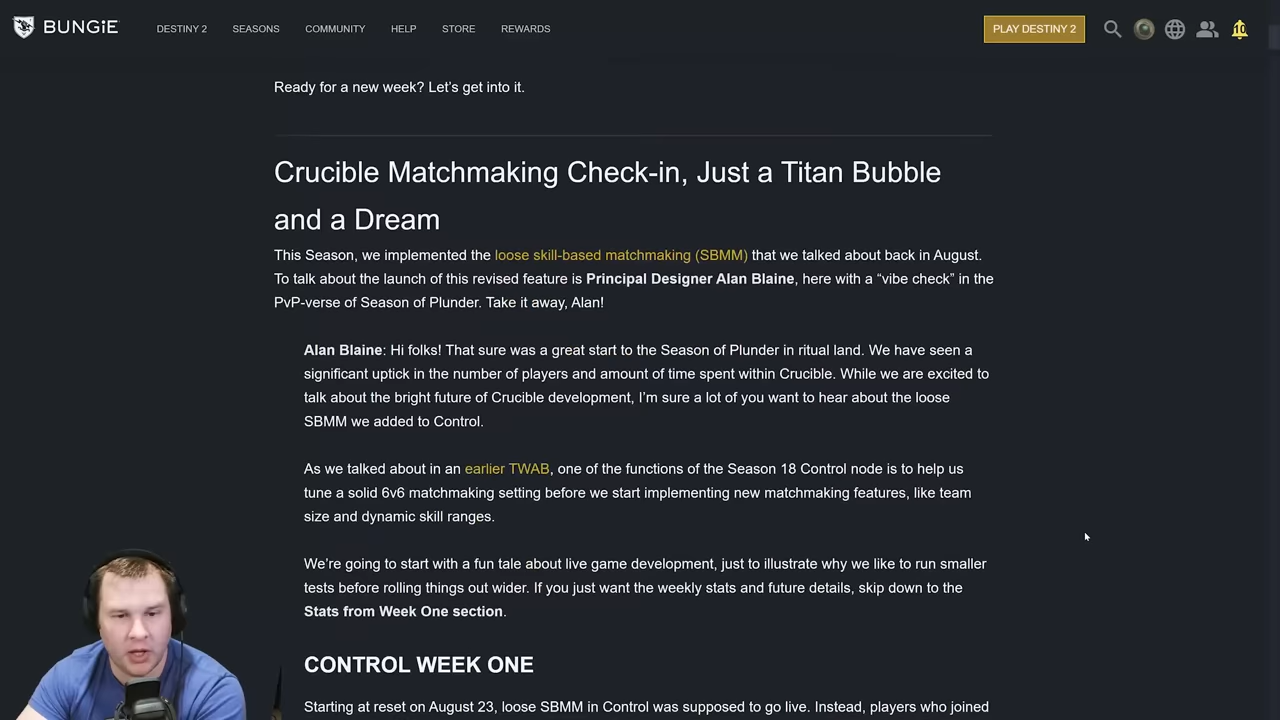 BUNGiE
DESTINY 2
SEASONS
COMMUNITY
HELP
STORE
REWARDS
PLAY DESTINY 2
10
Ready for a new week? Let’s get into it.
Crucible Matchmaking Check-in, Just a Titan Bubble
and a Dream
This Season, we implemented the loose skill-based matchmaking (SBMM) that we talked about back in August.
To talk about the launch of this revised feature is Principal Designer Alan Blaine, here with a “vibe check” in the
PvP-verse of Season of Plunder. Take it away, Alan!
Alan Blaine: Hi folks! That sure was a great start to the Season of Plunder in ritual land. We have seen a
significant uptick in the number of players and amount of time spent within Crucible. While we are excited to
talk about the bright future of Crucible development, I’m sure a lot of you want to hear about the loose
SBMM we added to Control.
As we talked about in an earlier TWAB, one of the functions of the Season 18 Control node is to help us
tune a solid 6v6 matchmaking setting before we start implementing new matchmaking features, like team
size and dynamic skill ranges.
We’re going to start with a fun tale about live game development, just to illustrate why we like to run smaller
tests before rolling things out wider. If you just want the weekly stats and future details, skip down to the
Stats from Week One section.
CONTROL WEEK ONE
Starting at reset on August 23, loose SBMM in Control was supposed to go live. Instead, players who joined